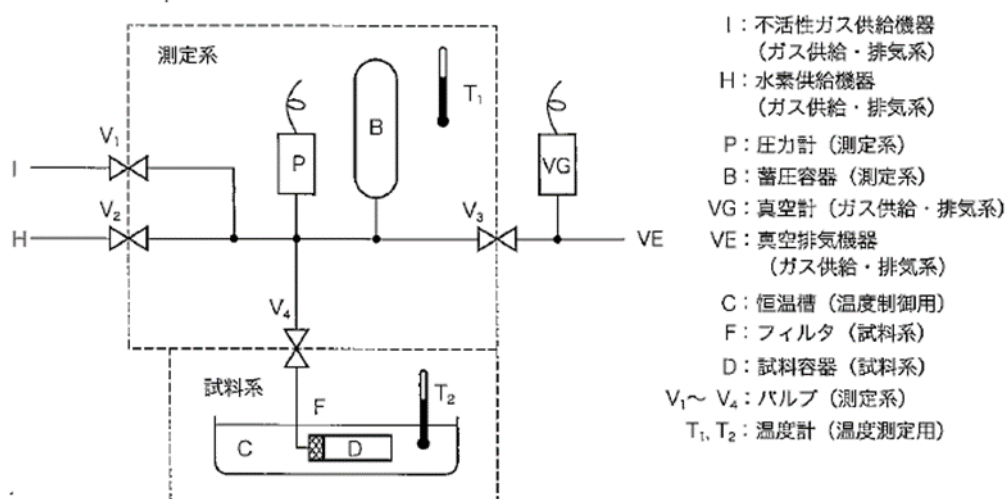 測定系
T₁
B
P
VG
V₁
I
V₂
H
V₃
VE
V₄
試料系
T₂
F
C
D
I：不活性ガス供給機器
（ガス供給・排気系）
H：水素供給機器
（ガス供給・排気系）
P：圧力計（測定系）
B：蓄圧容器（測定系）
VG：真空計（ガス供給・排気系）
VE：真空排気機器
（ガス供給・排気系）
C：恒温槽（温度制御用）
F：フィルタ（試料系）
D：試料容器（試料系）
V₁～ V₄：バルブ（測定系）
T₁, T₂：温度計（温度測定用）